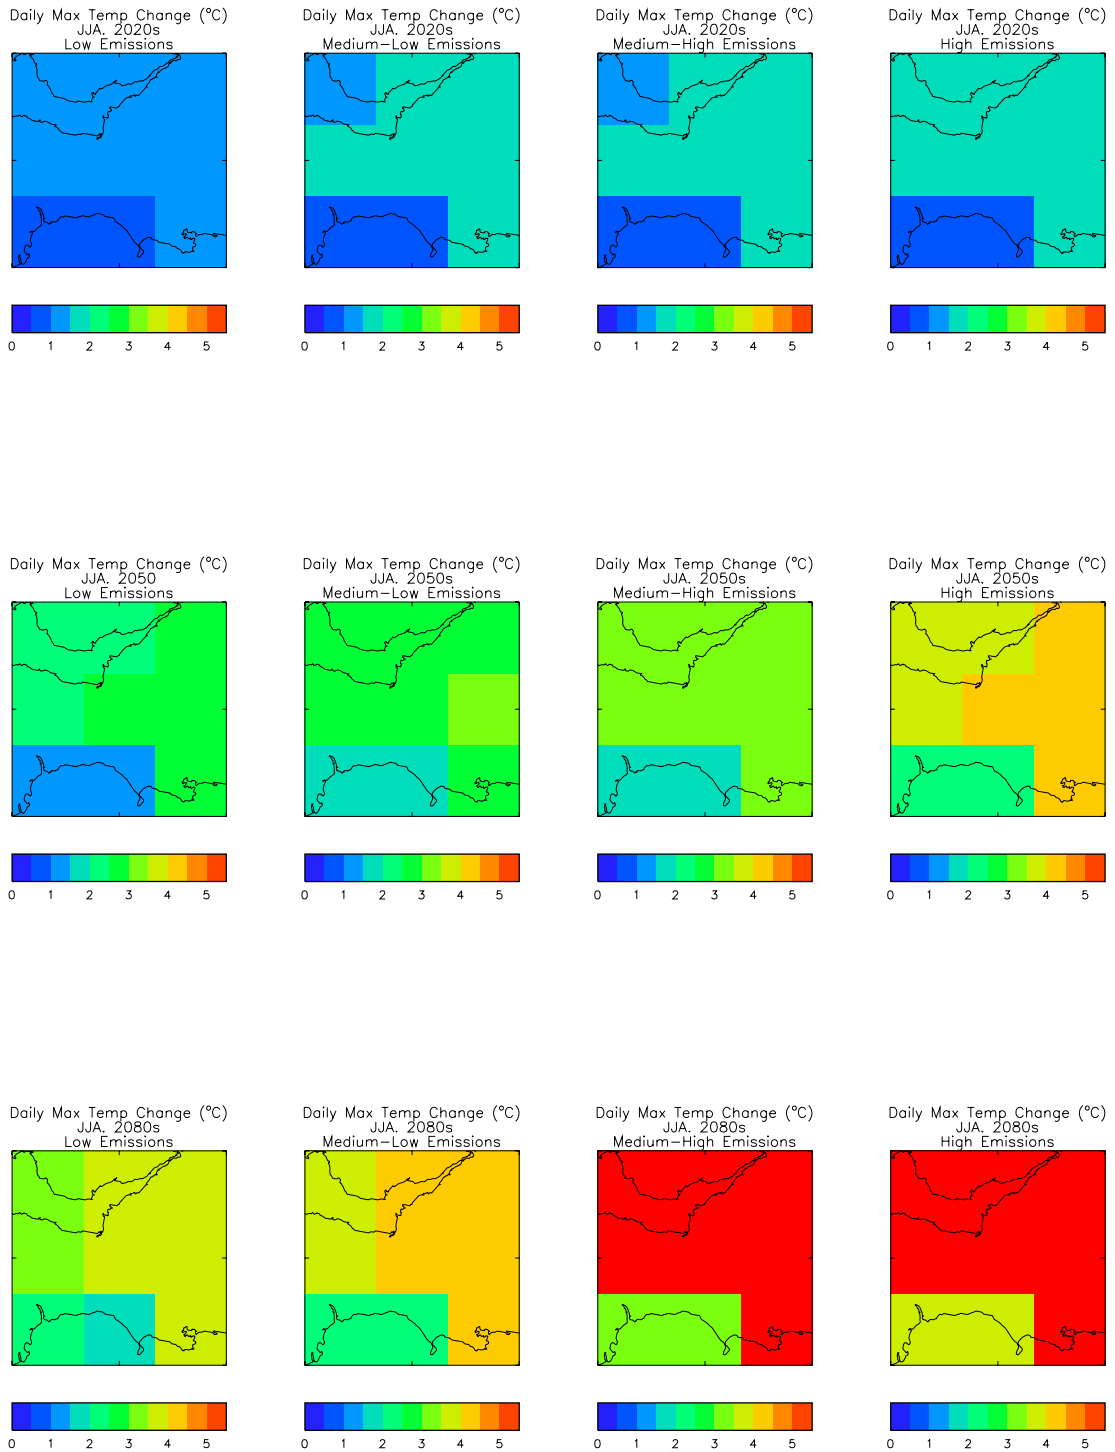 Daily Max Temp Change (°C)
JJA. 2020s
Low Emissions
0 1 2 3 4 5
Daily Max Temp Change (°C)
JJA. 2020s
Medium-Low Emissions
0 1 2 3 4 5
Daily Max Temp Change (°C)
JJA. 2020s
Medium-High Emissions
0 1 2 3 4 5
Daily Max Temp Change (°C)
JJA. 2020s
High Emissions
0 1 2 3 4 5
Daily Max Temp Change (°C)
JJA. 2050
Low Emissions
0 1 2 3 4 5
Daily Max Temp Change (°C)
JJA. 2050s
Medium-Low Emissions
0 1 2 3 4 5
Daily Max Temp Change (°C)
JJA. 2050s
Medium-High Emissions
0 1 2 3 4 5
Daily Max Temp Change (°C)
JJA. 2050s
High Emissions
0 1 2 3 4 5
Daily Max Temp Change (°C)
JJA. 2080s
Low Emissions
0 1 2 3 4 5
Daily Max Temp Change (°C)
JJA. 2080s
Medium-Low Emissions
0 1 2 3 4 5
Daily Max Temp Change (°C)
JJA. 2080s
Medium-High Emissions
0 1 2 3 4 5
Daily Max Temp Change (°C)
JJA. 2080s
High Emissions
0 1 2 3 4 5